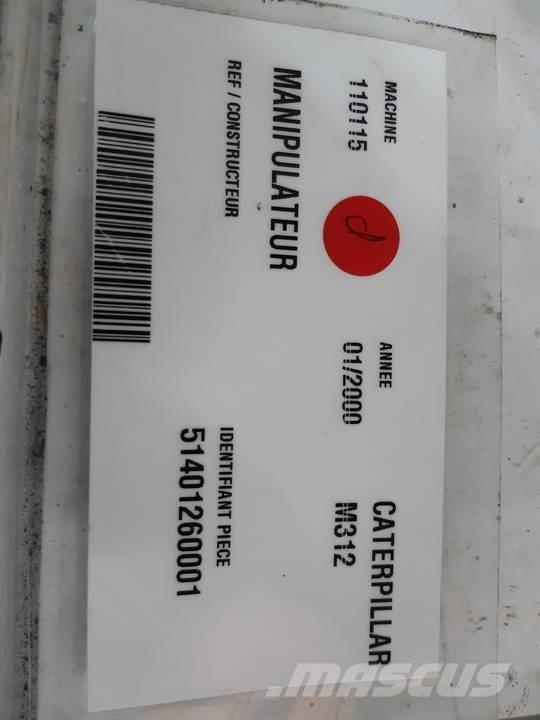 MACHINE
110115
ANNEE
01/2000
CATERPILLAR
M312
MANIPULATEUR
REF / CONSTRUCTEUR
IDENTIFIANT PIECE
51401260001
MASCUS